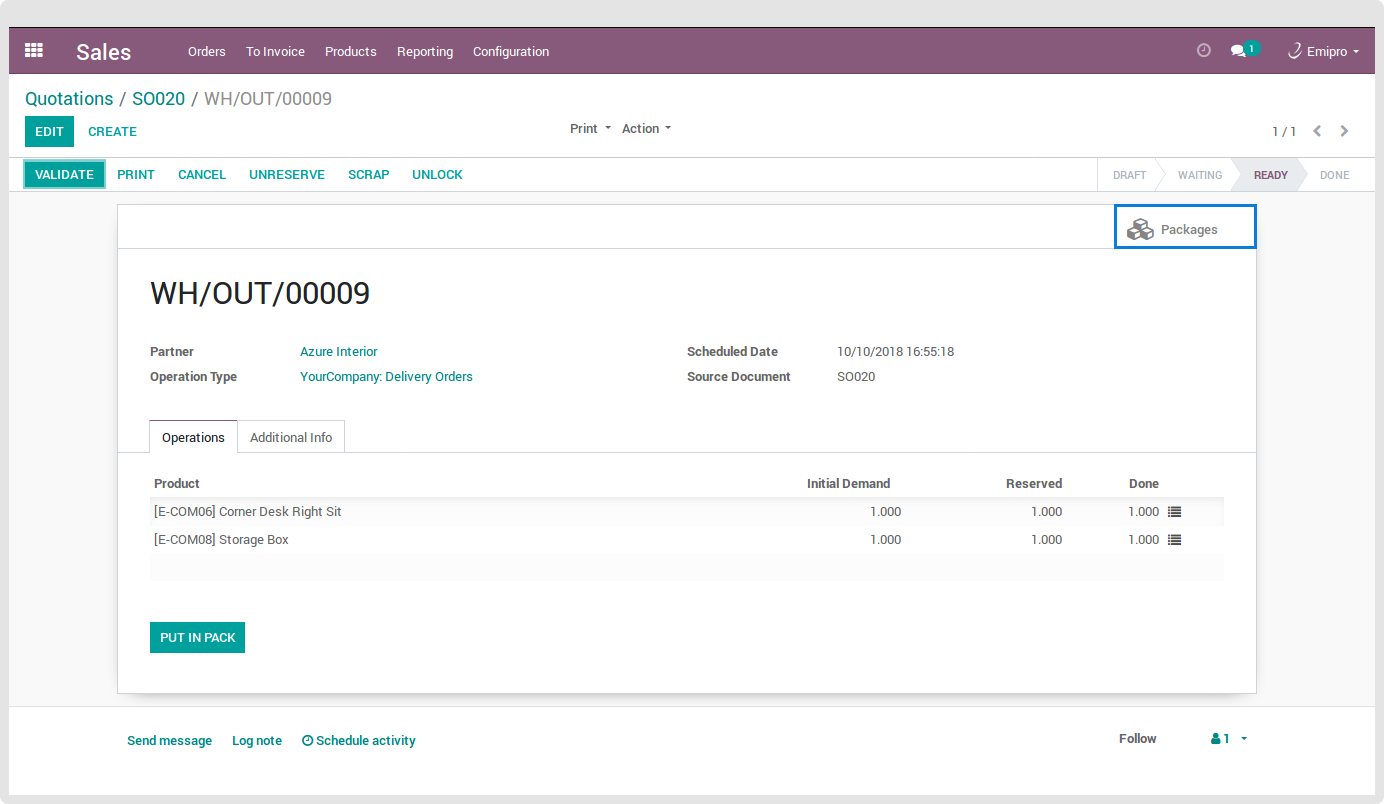 Sales Orders To Invoice Products Reporting Configuration 1 Emipro
Quotations / SO020 / WH/OUT/00009
EDIT CREATE Print Action 1 / 1
VALIDATE PRINT CANCEL UNRESERVE SCRAP UNLOCK DRAFT WAITING READY DONE
Packages
WH/OUT/00009
Partner Azure Interior Scheduled Date 10/10/2018 16:55:18
Operation Type YourCompany: Delivery Orders Source Document SO020
Operations Additional Info
Product Initial Demand Reserved Done
[E-COM06] Corner Desk Right Sit 1.000 1.000 1.000
[E-COM08] Storage Box 1.000 1.000 1.000
PUT IN PACK
Send message Log note Schedule activity Follow 1